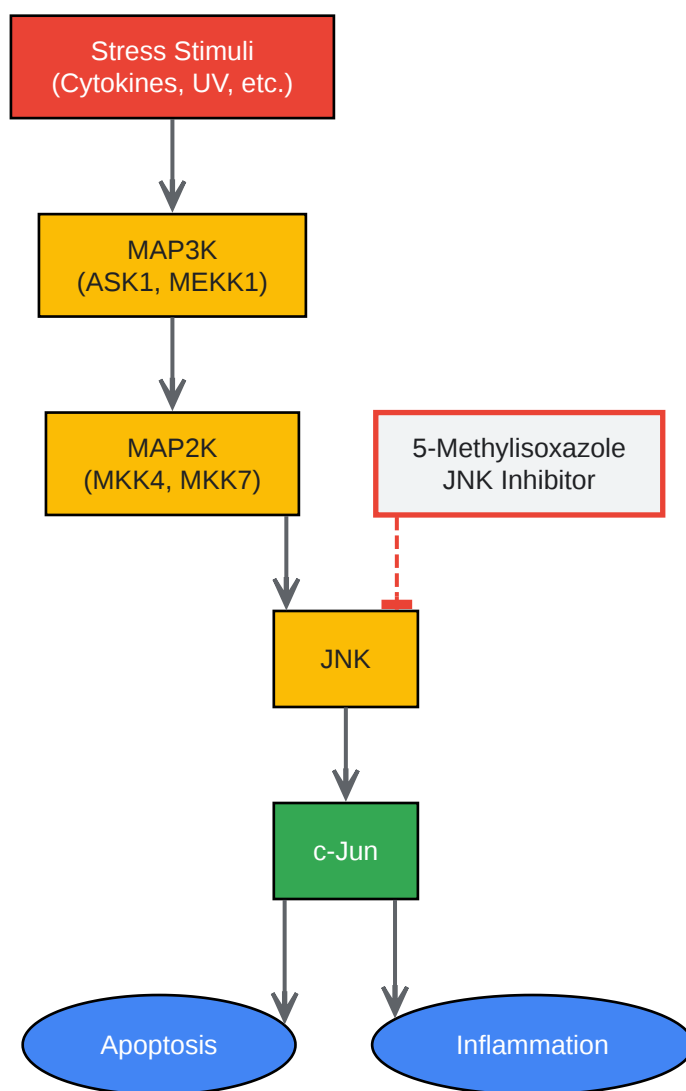 Stress Stimuli
(Cytokines, UV, etc.)
MAP3K
(ASK1, MEKK1)
MAP2K
(MKK4, MKK7)
5-Methylisoxazole
JNK Inhibitor
JNK
c-Jun
Apoptosis
Inflammation